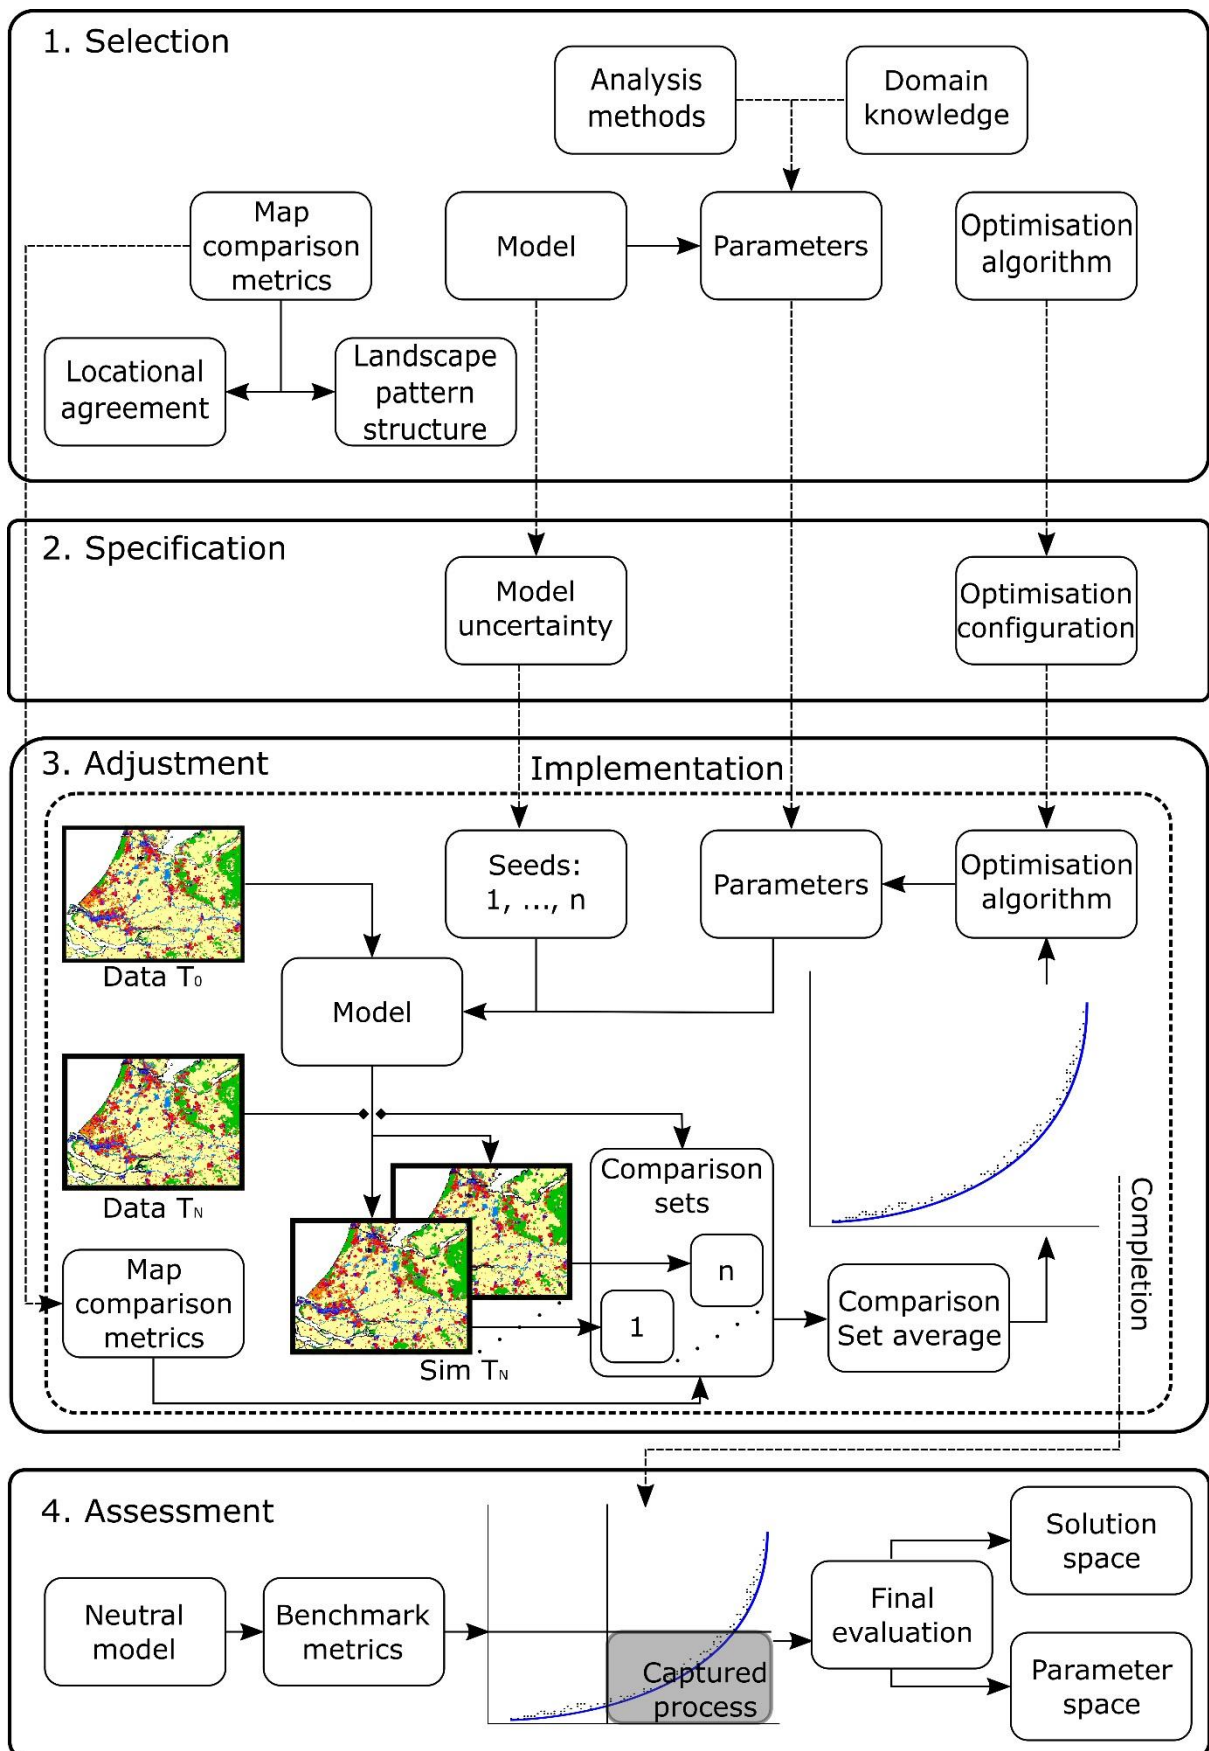 1. Selection
Analysis
methods
Domain
knowledge
Map
comparison
metrics
Model
Parameters
Optimisation
algorithm
Locational
agreement
Landscape
pattern
structure
2. Specification
Model
uncertainty
Optimisation
configuration
3. Adjustment
Implementation
Data T0
Seeds:
1, ..., n
Parameters
Optimisation
algorithm
Model
Data TN
Comparison
sets
n
1
Sim TN
Map
comparison
metrics
Comparison
Set average
Completion
4. Assessment
Neutral
model
Benchmark
metrics
Captured
process
Final
evaluation
Solution
space
Parameter
space